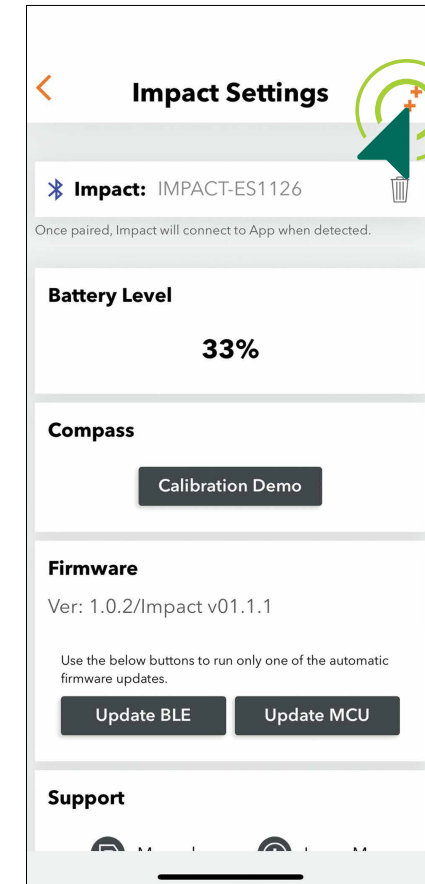 Impact Settings
Impact: IMPACT-ES1126
Once paired, Impact will connect to App when detected.
Battery Level
33%
Compass
Calibration Demo
Firmware
Ver: 1.0.2/Impact v01.1.1
Use the below buttons to run only one of the automatic
firmware updates.
Update BLE
Update MCU
Support